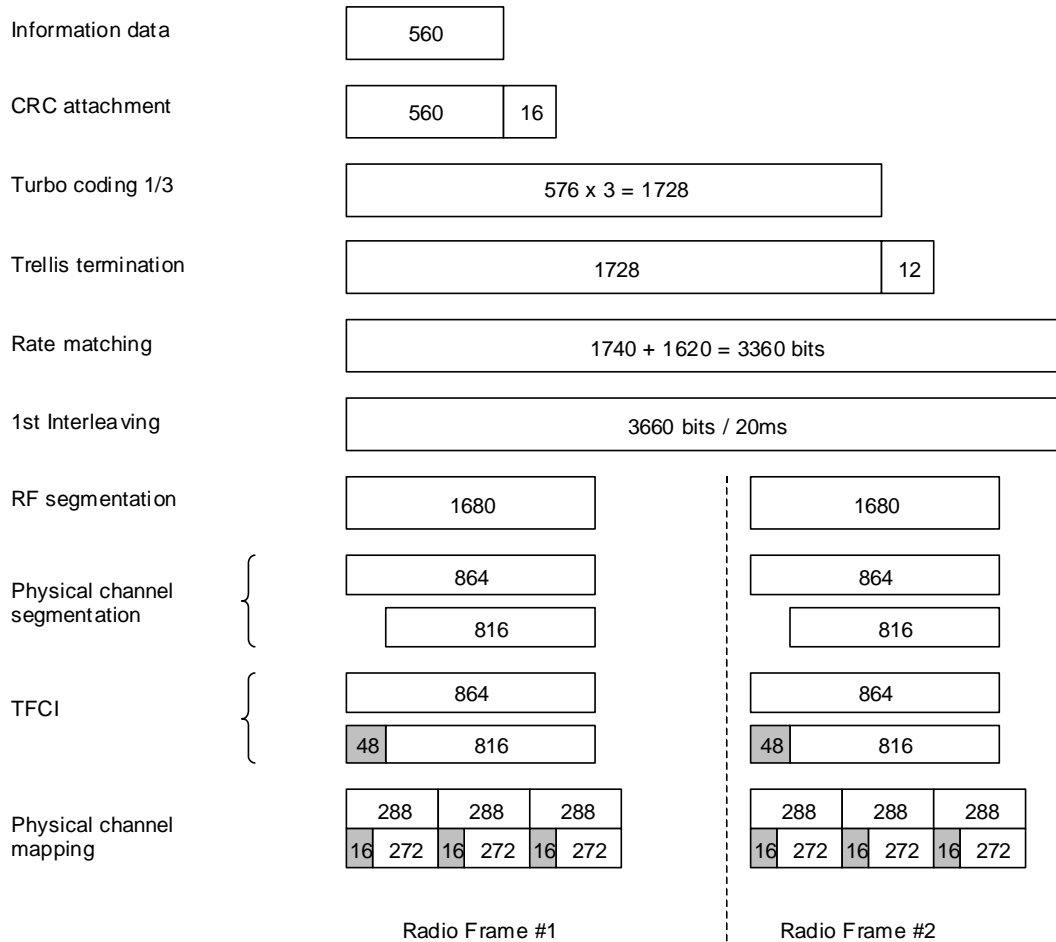 Information data
560
CRC attachment
560 16
Turbo coding 1/3
576 x 3 = 1728
Trellis termination
1728 12
Rate matching
1740 + 1620 = 3360 bits
1st Interleaving
3660 bits / 20ms
RF segmentation
1680 1680
Physical channel
segmentation
864 864
816 816
TFCI
864 864
48 816 48 816
Physical channel
mapping
288 288 288 288 288 288
16 272 16 272 16 272 16 272 16 272 16 272
Radio Frame #1 Radio Frame #2